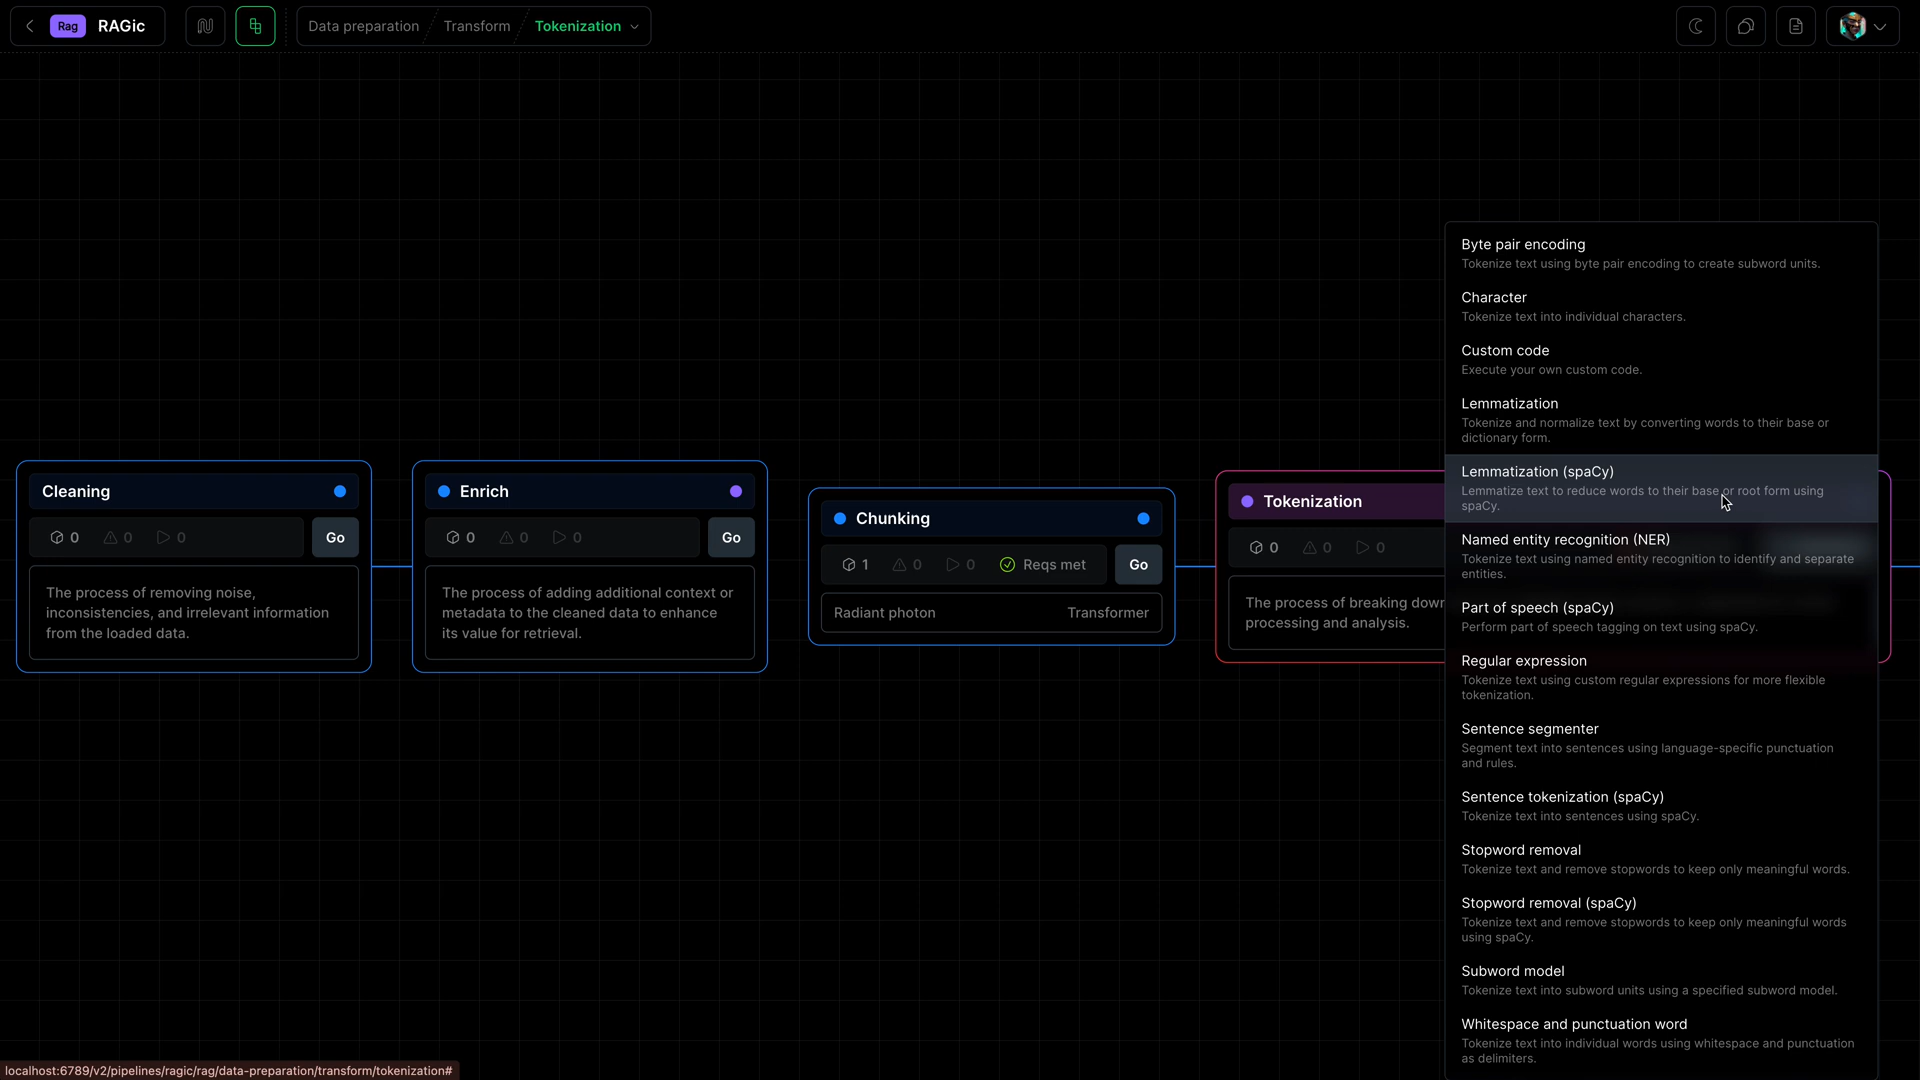 Rag RAGic
Data preparation
Transform
Tokenization
Cleaning
0 0 0 Go
The process of removing noise,
inconsistencies, and irrelevant information
from the loaded data.
Enrich
0 0 0 Go
The process of adding additional context or
metadata to the cleaned data to enhance
its value for retrieval.
Chunking
1 0 0 Reqs met Go
Radiant photon Transformer
Tokenization
0 0 0
The process of breaking down
processing and analysis.
Byte pair encoding
Tokenize text using byte pair encoding to create subword units.
Character
Tokenize text into individual characters.
Custom code
Execute your own custom code.
Lemmatization
Tokenize and normalize text by converting words to their base or
dictionary form.
Lemmatization (spaCy)
Lemmatize text to reduce words to their base or root form using
spaCy.
Named entity recognition (NER)
Tokenize text using named entity recognition to identify and separate
entities.
Part of speech (spaCy)
Perform part of speech tagging on text using spaCy.
Regular expression
Tokenize text using custom regular expressions for more flexible
tokenization.
Sentence segmenter
Segment text into sentences using language-specific punctuation
and rules.
Sentence tokenization (spaCy)
Tokenize text into sentences using spaCy.
Stopword removal
Tokenize text and remove stopwords to keep only meaningful words.
Stopword removal (spaCy)
Tokenize text and remove stopwords to keep only meaningful words
using spaCy.
Subword model
Tokenize text into subword units using a specified subword model.
Whitespace and punctuation word
Tokenize text into individual words using whitespace and punctuation
as delimiters.
localhost:6789/v2/pipelines/ragic/rag/data-preparation/transform/tokenization#